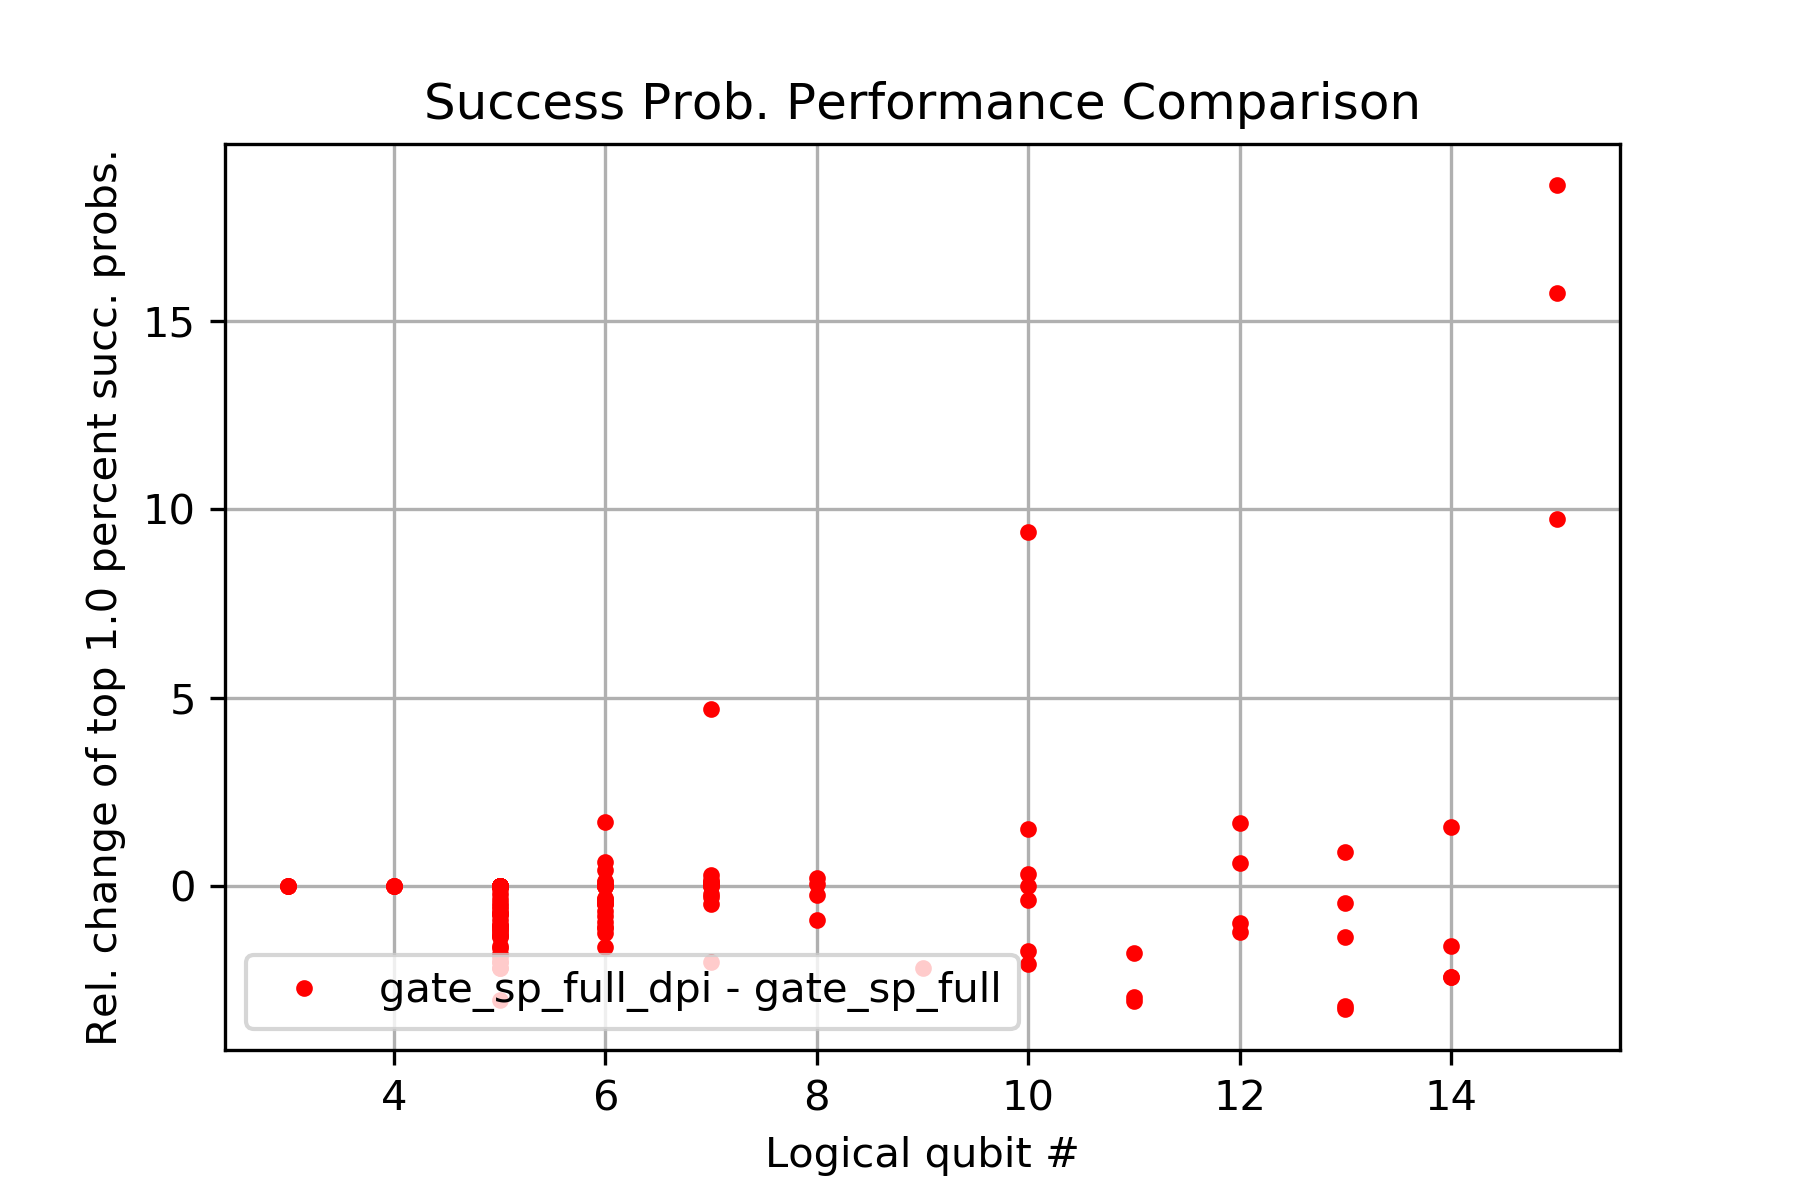 Success Prob. Performance Comparison
Rel. change of top 1.0 percent succ. probs.
15
10
5
0
gate_sp_full_dpi - gate_sp_full
4 6 8 10 12 14
Logical qubit #